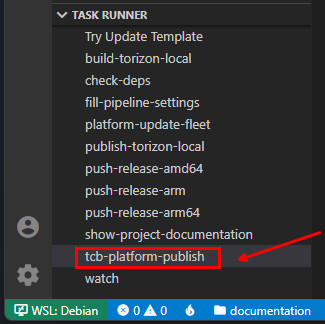 TASK RUNNER
Try Update Template
build-torizon-local
check-deps
fill-pipeline-settings
platform-update-fleet
publish-torizon-local
push-release-amd64
push-release-arm
push-release-arm64
show-project-documentation
tcb-platform-publish
watch
WSL: Debian 0 0 documentation